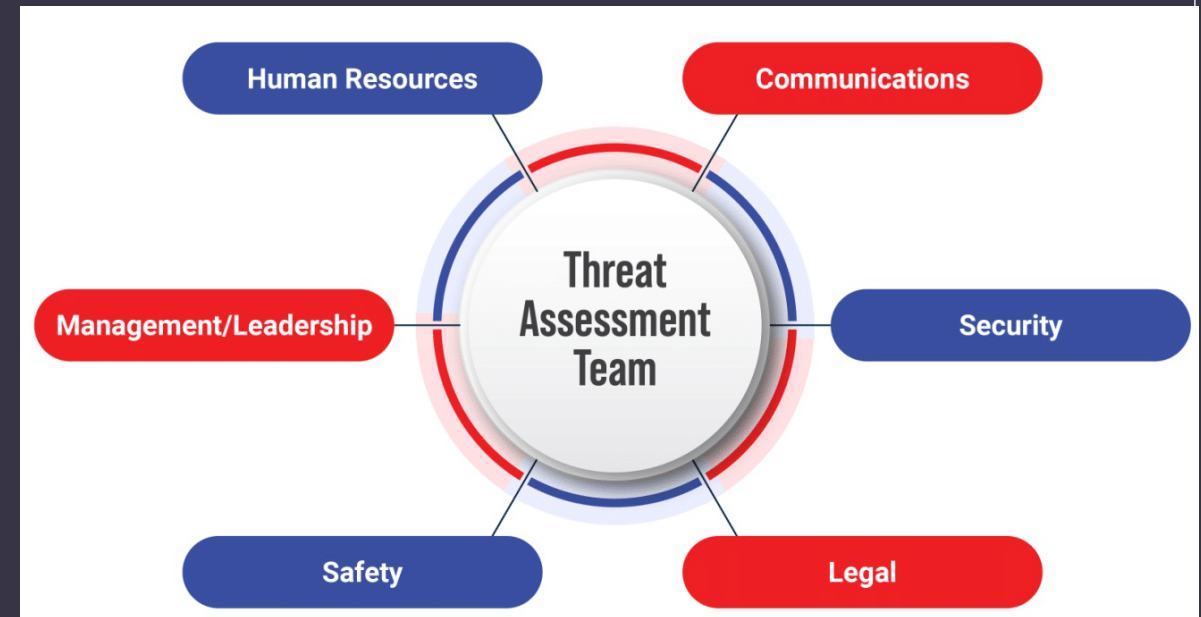 Human Resources
Communications
Threat
Assessment
Team
Management/Leadership
Security
Safety
Legal